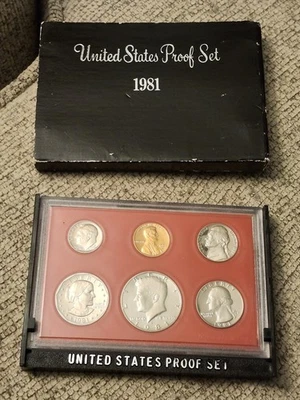 United States Proof Set
1981
UNITED STATES PROOF SET